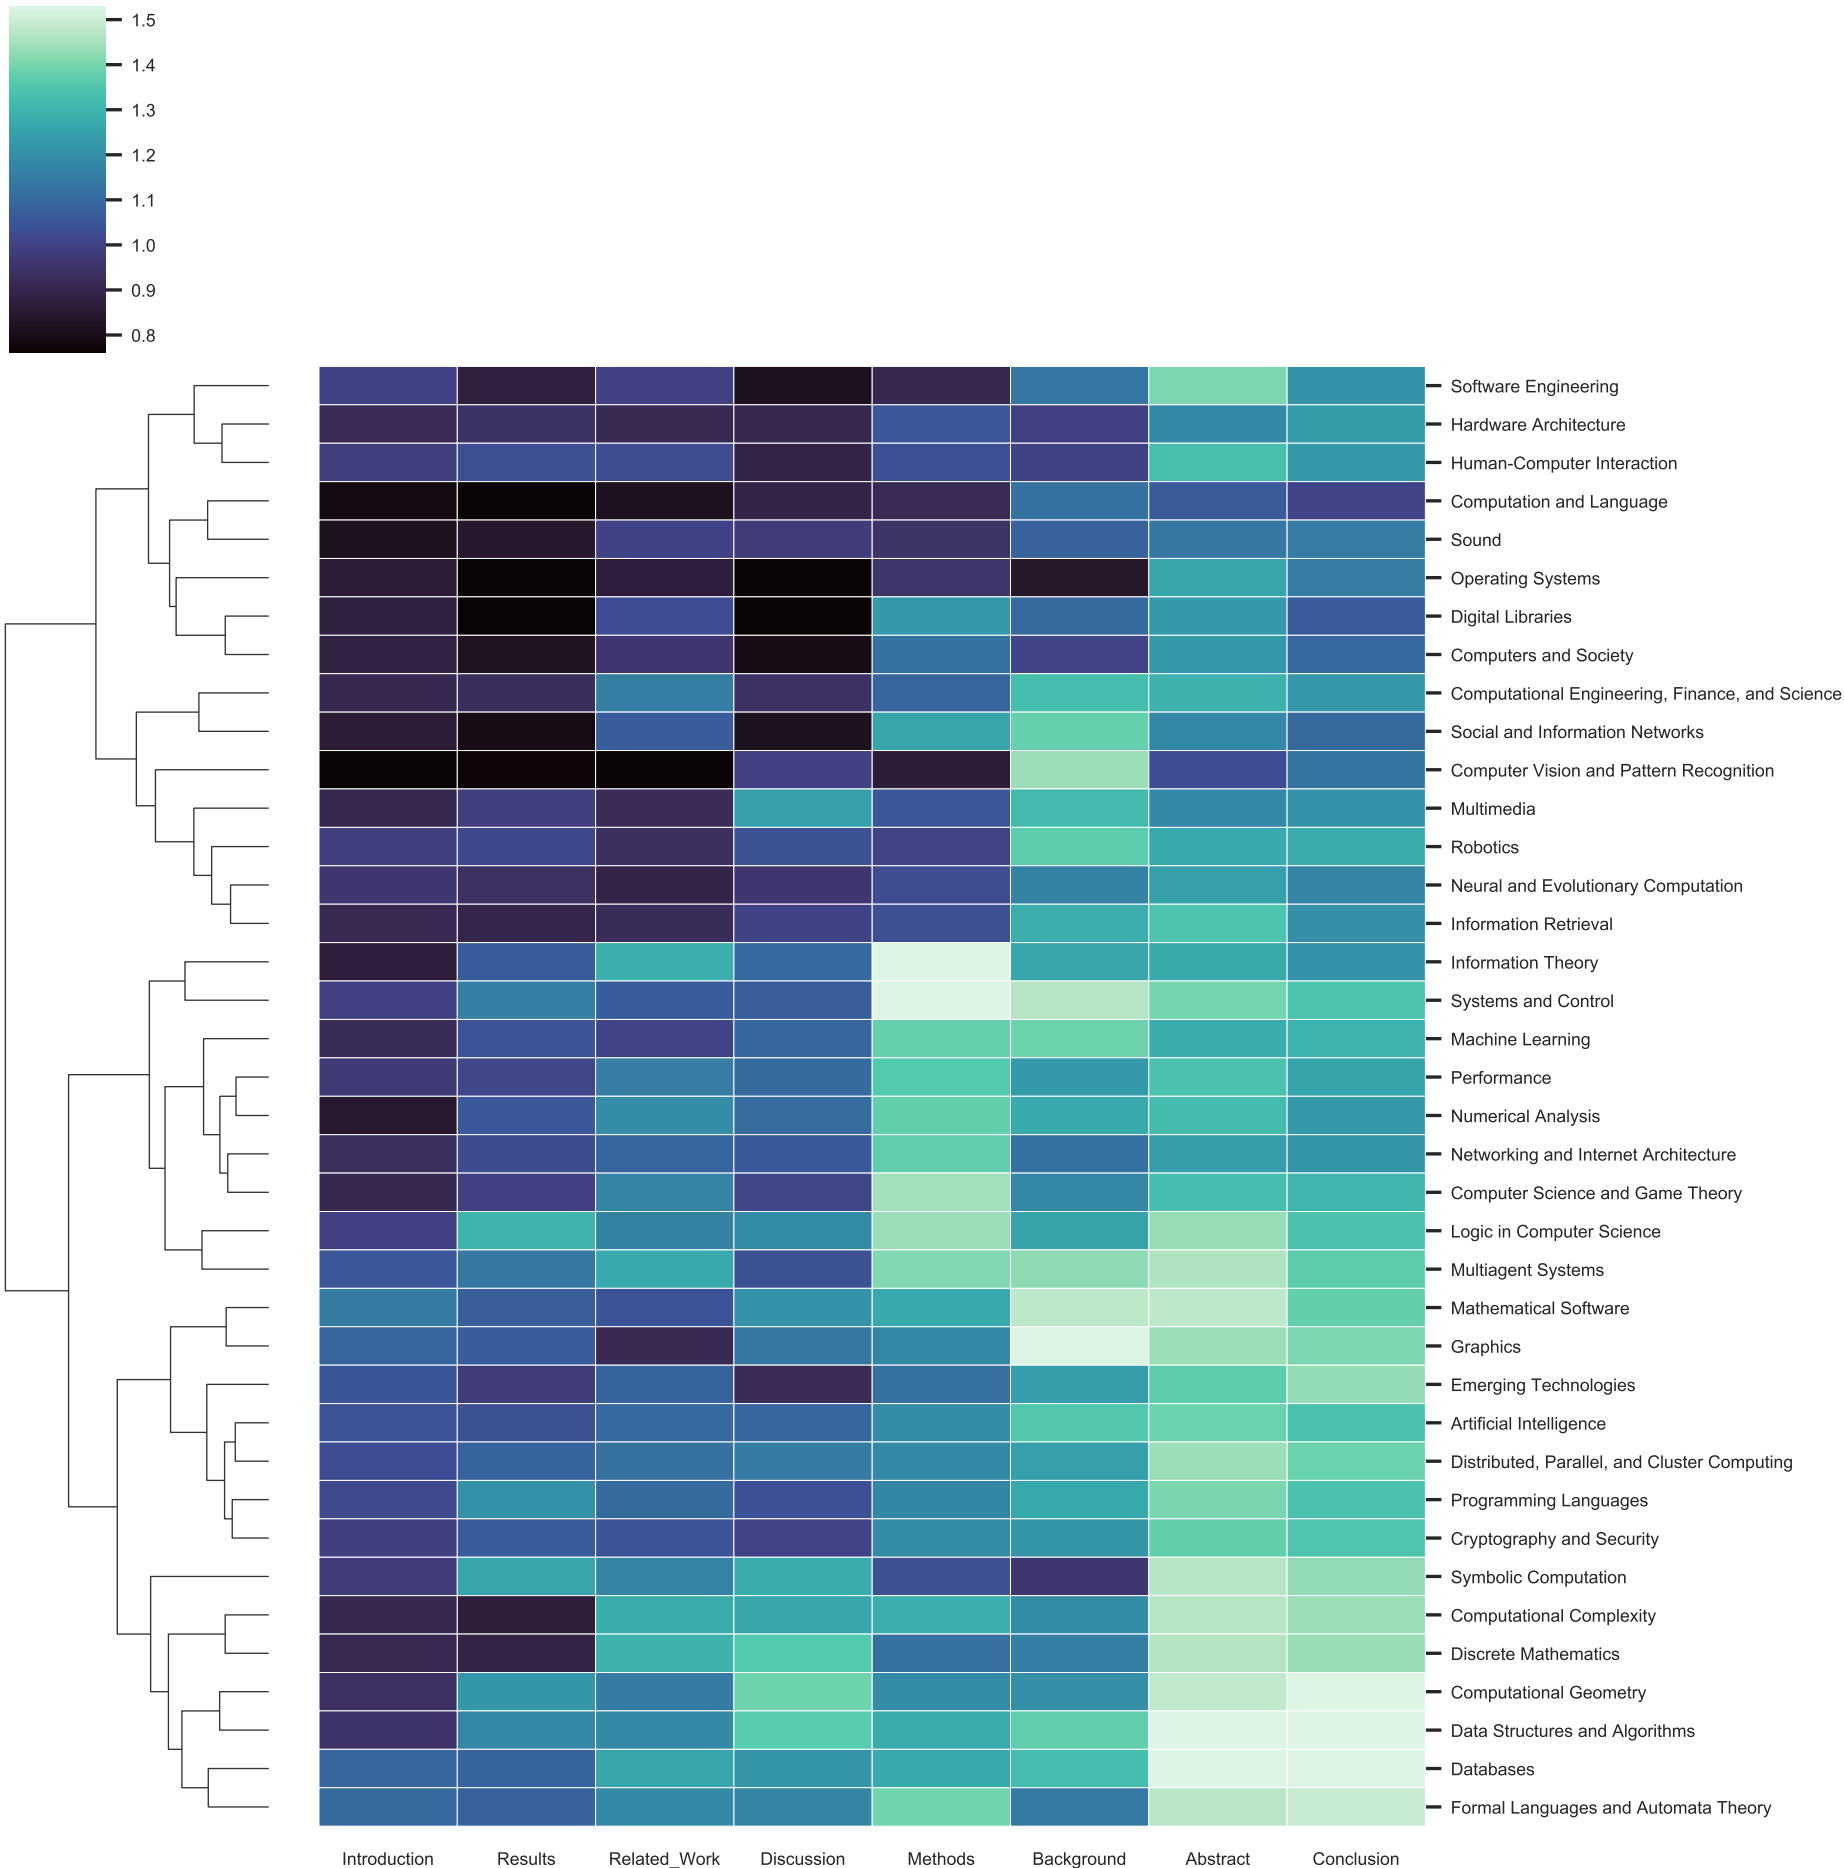 1.5
1.4
1.3
1.2
1.1
1.0
0.9
0.8
Software Engineering
Hardware Architecture
Human-Computer Interaction
Computation and Language
Sound
Operating Systems
Digital Libraries
Computers and Society
Computational Engineering, Finance, and Science
Social and Information Networks
Computer Vision and Pattern Recognition
Multimedia
Robotics
Neural and Evolutionary Computation
Information Retrieval
Information Theory
Systems and Control
Machine Learning
Performance
Numerical Analysis
Networking and Internet Architecture
Computer Science and Game Theory
Logic in Computer Science
Multiagent Systems
Mathematical Software
Graphics
Emerging Technologies
Artificial Intelligence
Distributed, Parallel, and Cluster Computing
Programming Languages
Cryptography and Security
Symbolic Computation
Computational Complexity
Discrete Mathematics
Computational Geometry
Data Structures and Algorithms
Databases
Formal Languages and Automata Theory
Introduction Results Related_Work Discussion Methods Background Abstract Conclusion